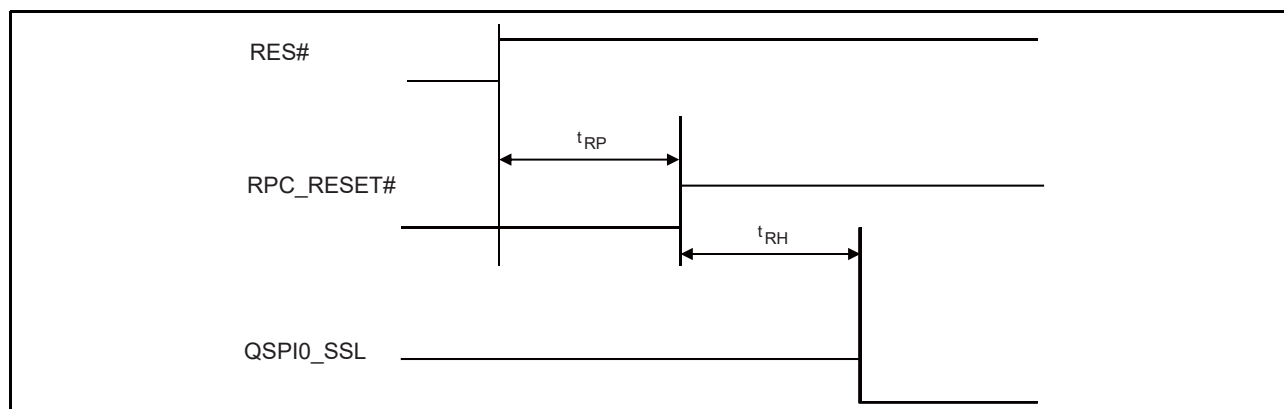 RES#
tRP
RPC_RESET#
tRH
QSPI0_SSL